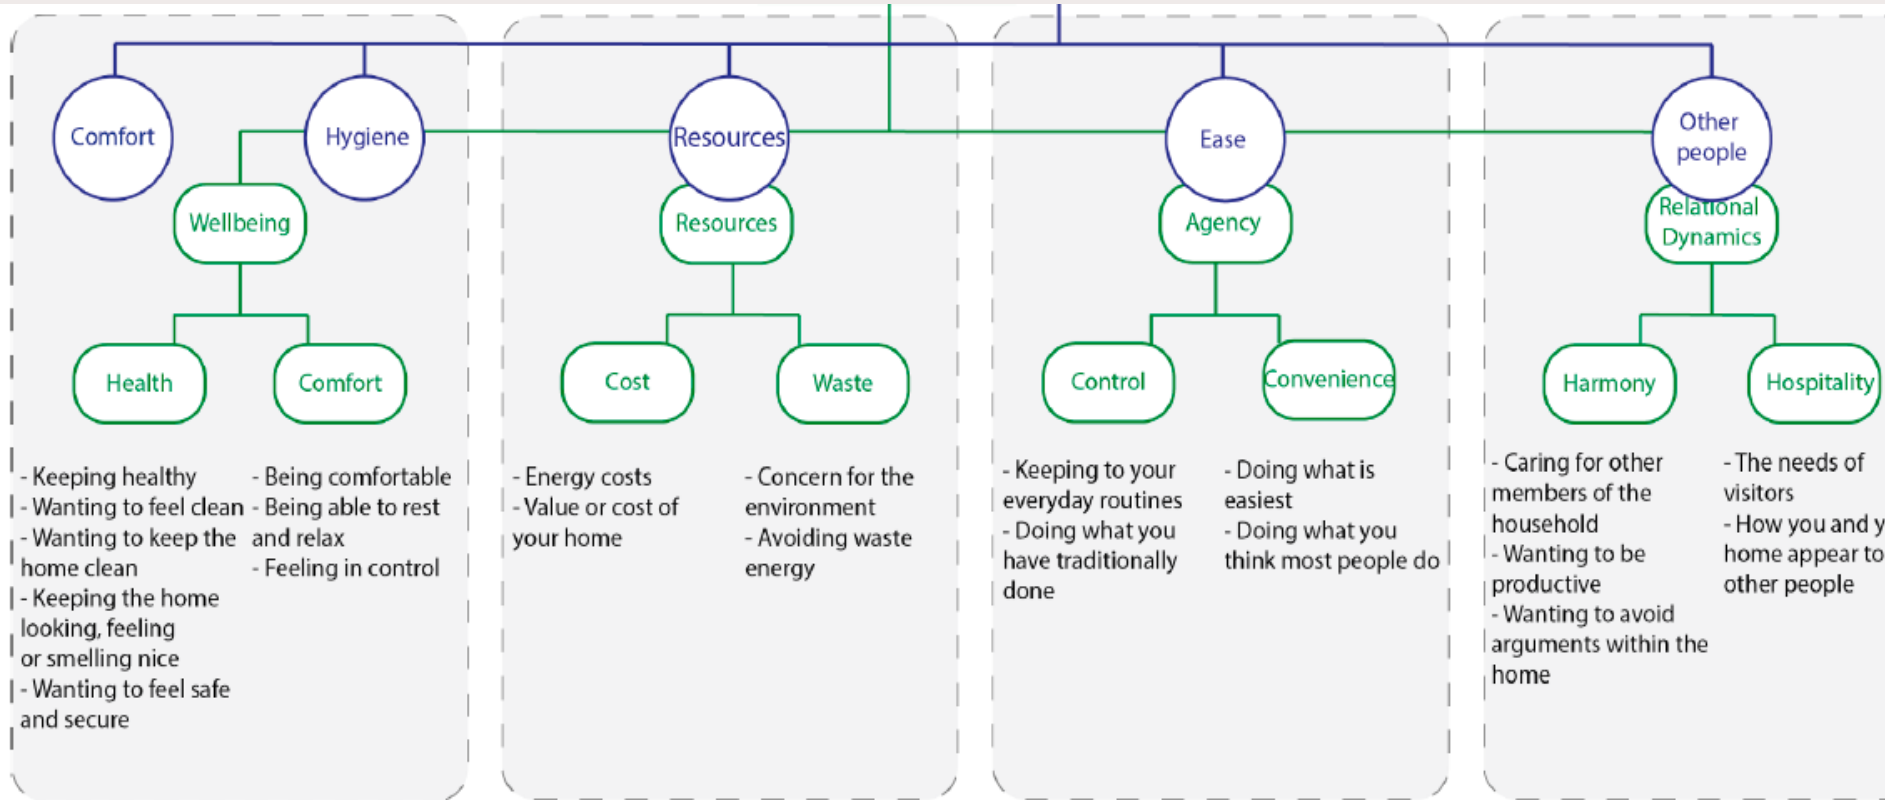 Comfort
Hygiene
Resources
Ease
Other
people
Wellbeing
Resources
Agency
Relational
Dynamics
Health
Comfort
Cost
Waste
Control
Convenience
Harmony
Hospitality
- Keeping healthy
- Wanting to feel clean
- Wanting to keep the
home clean
- Keeping the home
looking, feeling
or smelling nice
- Wanting to feel safe
and secure
- Being comfortable
- Being able to rest
and relax
- Feeling in control
- Energy costs
- Value or cost of
your home
- Concern for the
environment
- Avoiding waste
energy
- Keeping to your
everyday routines
- Doing what you
have traditionally
done
- Doing what is
easiest
- Doing what you
think most people do
- Caring for other
members of the
household
- Wanting to be
productive
- Wanting to avoid
arguments within the
home
- The needs of
visitors
- How you and y
home appear to
other people